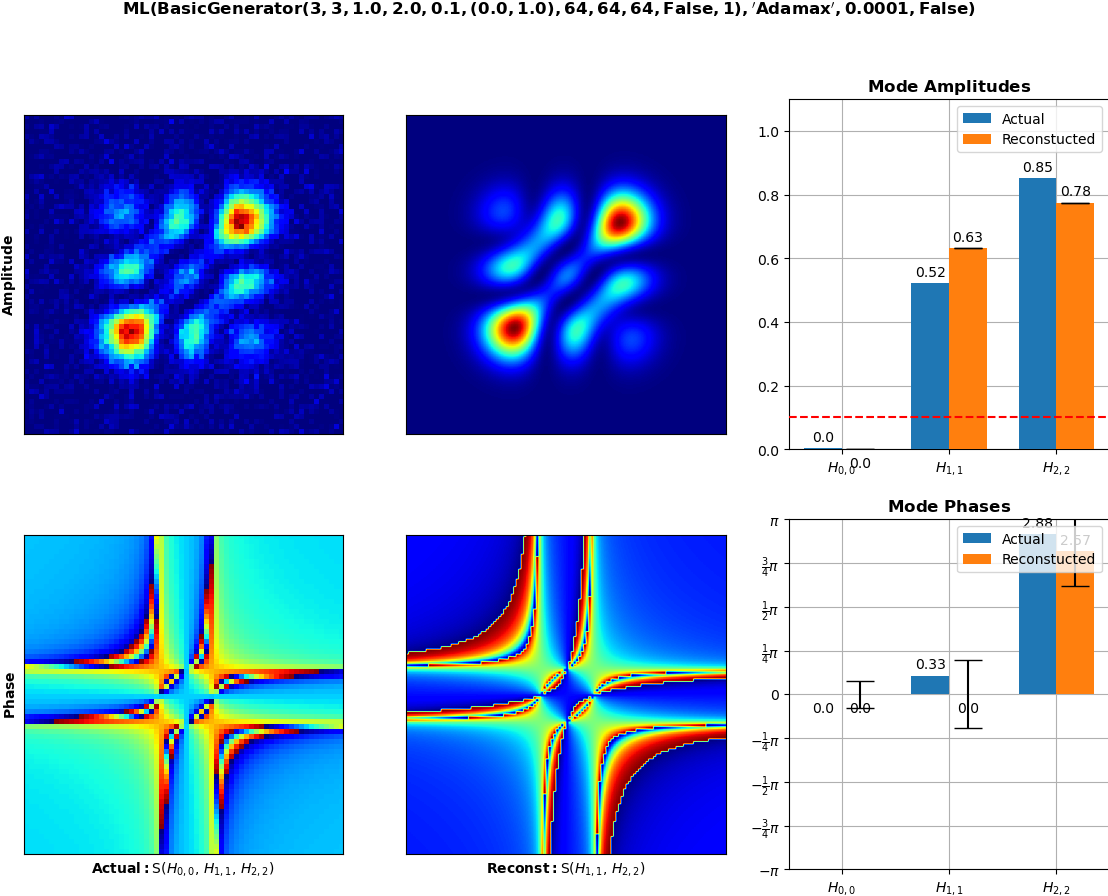 ML(BasicGenerator(3, 3, 1.0, 2.0, 0.1, (0.0, 1.0), 64, 64, 64, False, 1), 'Adamax', 0.0001, False)
Mode Amplitudes
Amplitude
Actual
Reconstucted
1.0
0.8
0.6
0.4
0.2
0.0
0.0
0.0
0.52
0.63
0.85
0.78
H0,0
H1,1
H2,2
Mode Phases
Phase
Actual
Reconstucted
π
3/4π
1/2π
1/4π
0
−1/4π
−1/2π
−3/4π
−π
0.0
0.0
0.33
0.0
2.88
2.57
H0,0
H1,1
H2,2
Actual: S(H0,0, H1,1, H2,2)
Reconst: S(H1,1, H2,2)